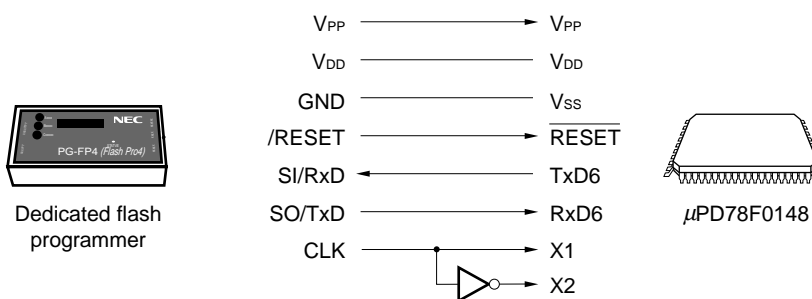 VPP VPP
VDD VDD
GND VSS
/RESET RESET
SI/RxD TxD6
SO/TxD RxD6
CLK X1
X2
NEC
PG-FP4 (Flash Pro4)
Dedicated flash
programmer
μPD78F0148